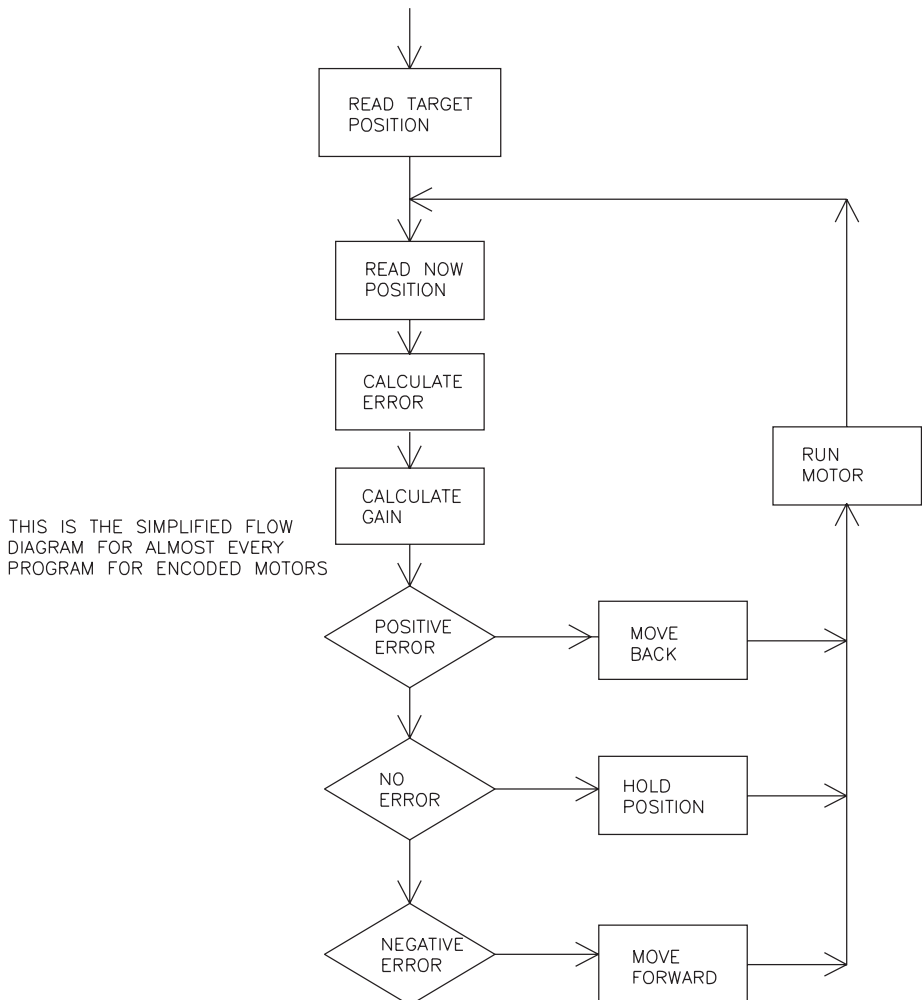 READ TARGET
POSITION
READ NOW
POSITION
CALCULATE
ERROR
RUN
MOTOR
CALCULATE
GAIN
THIS IS THE SIMPLIFIED FLOW
DIAGRAM FOR ALMOST EVERY
PROGRAM FOR ENCODED MOTORS
POSITIVE
ERROR
MOVE
BACK
NO
ERROR
HOLD
POSITION
NEGATIVE
ERROR
MOVE
FORWARD